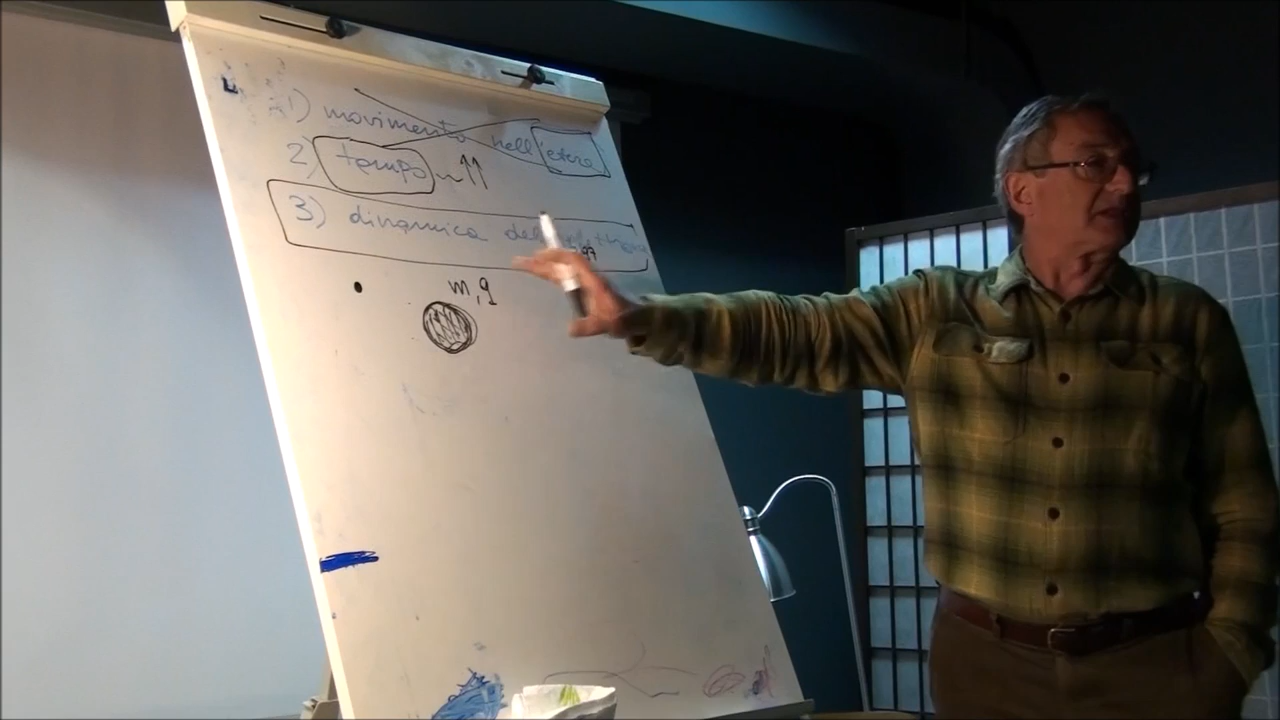 1) movimento nell'etere
2) tempo ~ ↑↑
3) dinamica
m, q